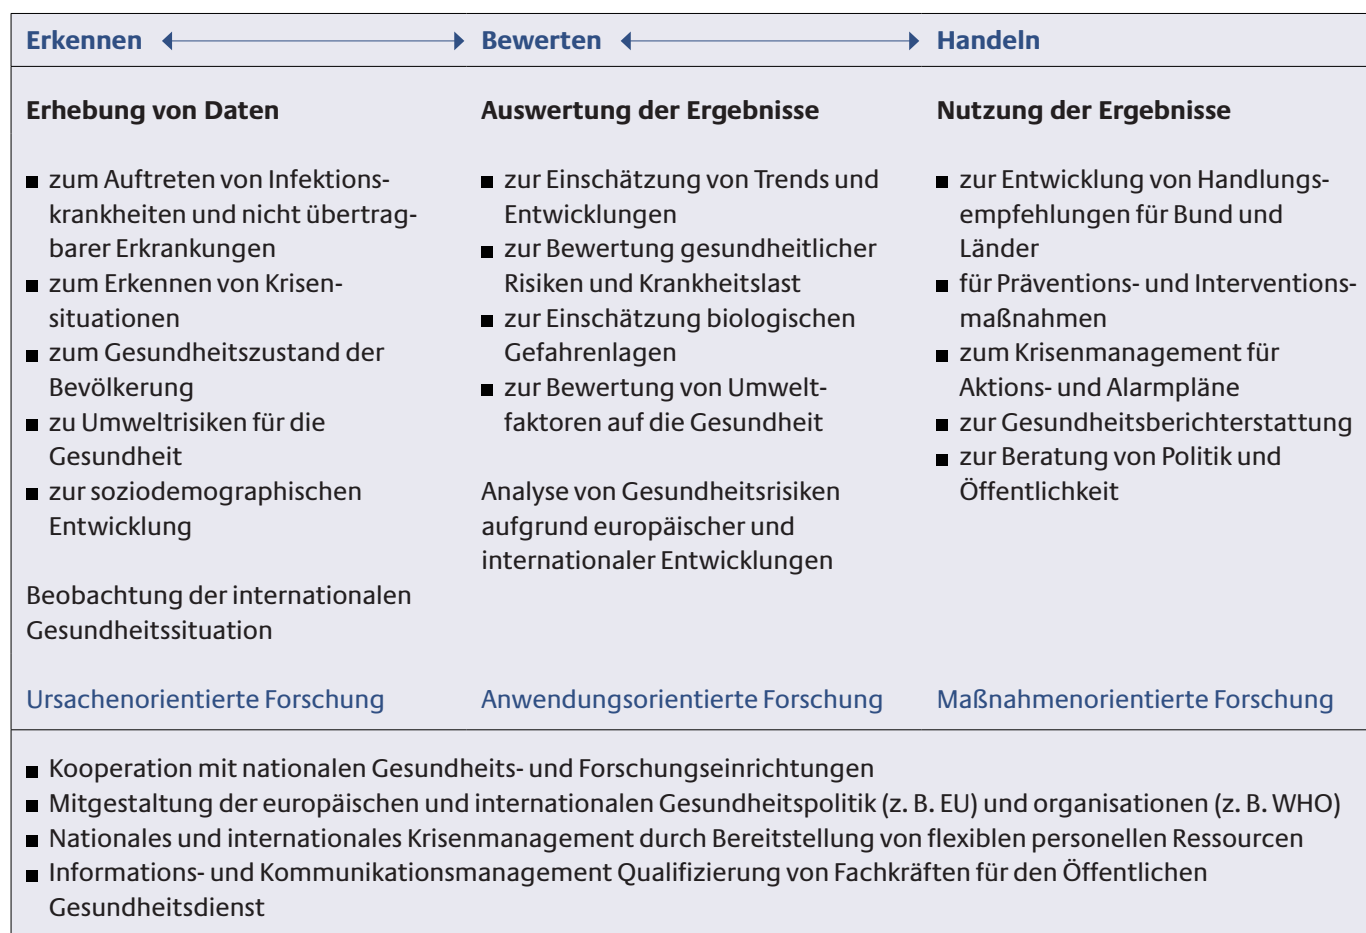 Erkennen
Bewerten
Handeln
Erhebung von Daten
■ zum Auftreten von Infektions-
krankheiten und nicht übertrag-
barer Erkrankungen
■ zum Erkennen von Krisen-
situationen
■ zum Gesundheitszustand der
Bevölkerung
■ zu Umweltrisiken für die
Gesundheit
■ zur soziodemographischen
Entwicklung
Beobachtung der internationalen
Gesundheitssituation
Ursachenorientierte Forschung
Auswertung der Ergebnisse
■ zur Einschätzung von Trends und
Entwicklungen
■ zur Bewertung gesundheitlicher
Risiken und Krankheitslast
■ zur Einschätzung biologischen
Gefahrenlagen
■ zur Bewertung von Umwelt-
faktoren auf die Gesundheit
Analyse von Gesundheitsrisiken
aufgrund europäischer und
internationaler Entwicklungen
Anwendungsorientierte Forschung
Nutzung der Ergebnisse
■ zur Entwicklung von Handlungs-
empfehlungen für Bund und
Länder
■ für Präventions- und Interventions-
maßnahmen
■ zum Krisenmanagement für
Aktions- und Alarmpläne
■ zur Gesundheitsberichterstattung
■ zur Beratung von Politik und
Öffentlichkeit
Maßnahmenorientierte Forschung
■ Kooperation mit nationalen Gesundheits- und Forschungseinrichtungen
■ Mitgestaltung der europäischen und internationalen Gesundheitspolitik (z. B. EU) und organisationen (z. B. WHO)
■ Nationales und internationales Krisenmanagement durch Bereitstellung von flexiblen personellen Ressourcen
■ Informations- und Kommunikationsmanagement Qualifizierung von Fachkräften für den Öffentlichen
Gesundheitsdienst